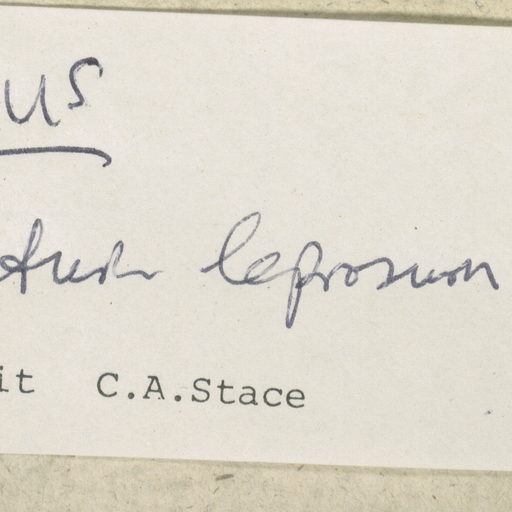 us
leprosum
it C.A.Stace